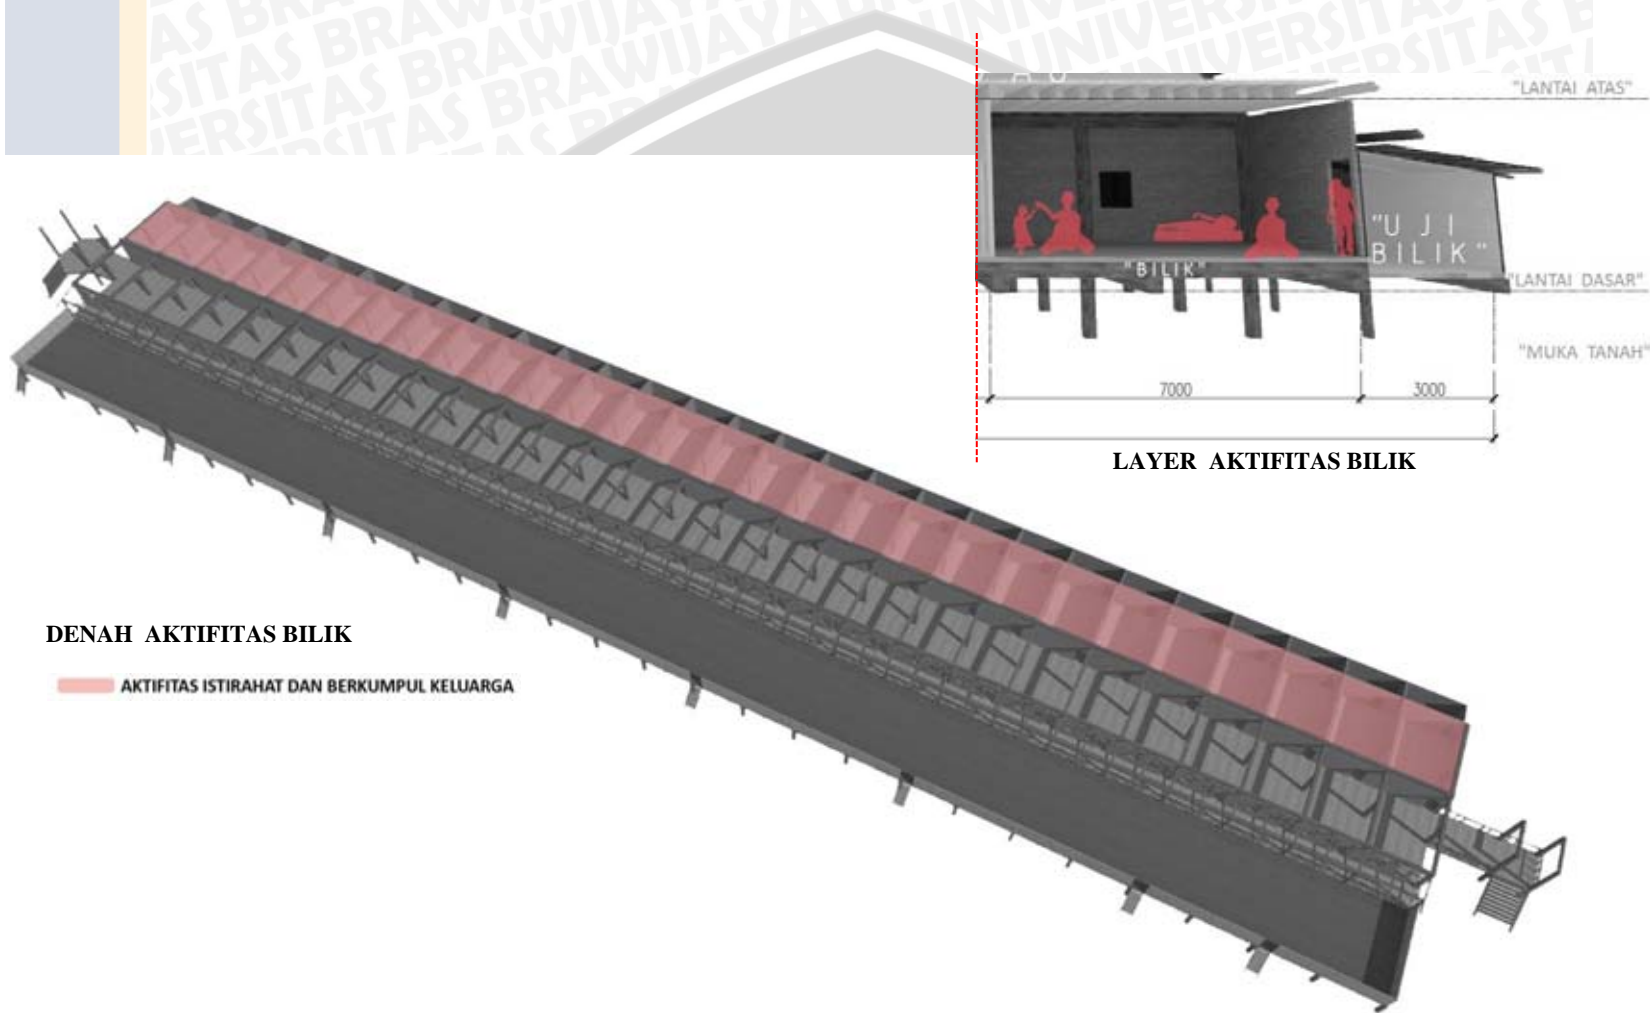 "LANTAI ATAS"
"UJI
BILIK"
"BILIK"
"LANTAI DASAR"
"MUKA TANAH"
7000
3000
LAYER AKTIFITAS BILIK
DENAH AKTIFITAS BILIK
AKTIFITAS ISTIRAHAT DAN BERKUMPUL KELUARGA